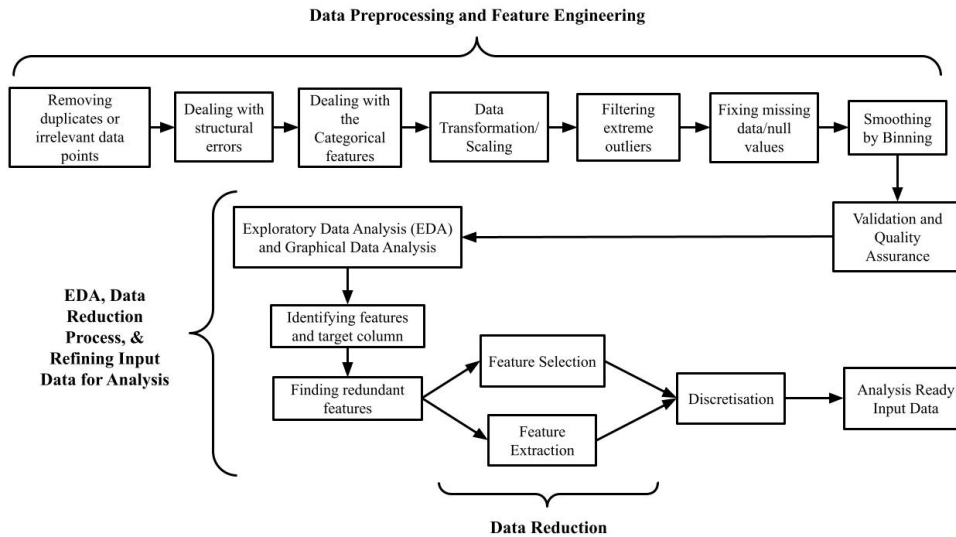 Data Preprocessing and Feature Engineering
Removing
duplicates or
irrelevant data
points
Dealing with
structural
errors
Dealing with
the
Categorical
features
Data
Transformation/
Scaling
Filtering
extreme
outliers
Fixing missing
data/null
values
Smoothing
by Binning
Validation and
Quality
Assurance
Exploratory Data Analysis (EDA)
and Graphical Data Analysis
EDA, Data
Reduction
Process, &
Refining Input
Data for Analysis
Identifying features
and target column
Finding redundant
features
Feature Selection
Feature
Extraction
Discretisation
Analysis Ready
Input Data
Data Reduction